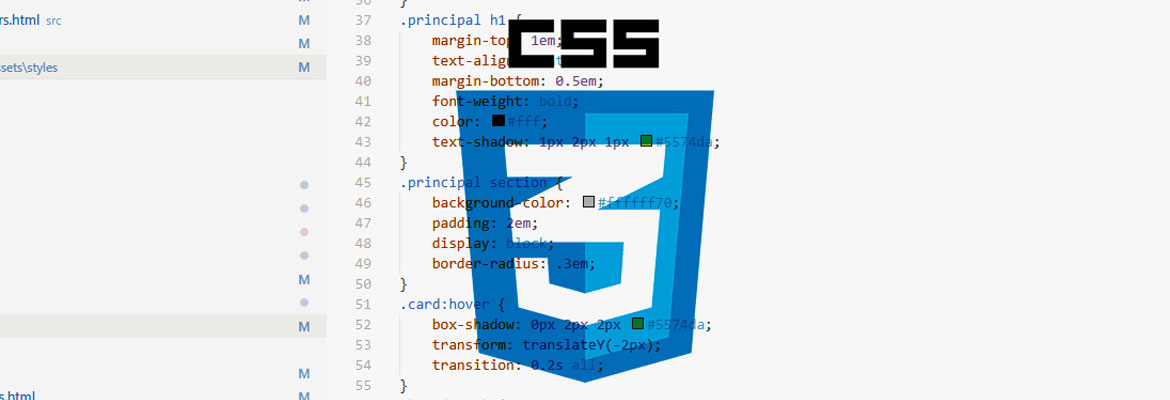 CSS
rs.html src M
M
ssets\styles M
M
M
M
s.html M
37 .principal h1 {
38 margin-top: 1em;
39 text-align:
40 margin-bottom: 0.5em;
41 font-weight: bold;
42 color: #fff;
43 text-shadow: 1px 2px 1px #5574da;
44 }
45 .principal section {
46 background-color: #ffffff70;
47 padding: 2em;
48 display: block;
49 border-radius: .3em;
50 }
51 .card:hover {
52 box-shadow: 0px 2px 2px #5574da;
53 transform: translateY(-2px);
54 transition: 0.2s all;
55 }